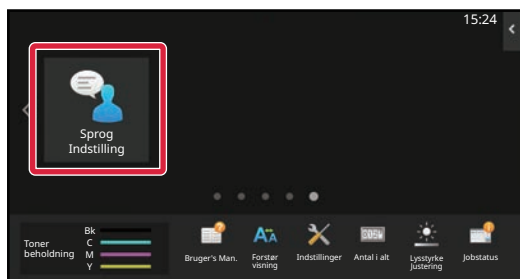 15:24
Sprog
Indstilling
Toner
beholdning
Bk
C
M
Y
Bruger's Man.
Forstør
visning
Indstillinger
Antal i alt
Lysstyrke
Justering
Jobstatus